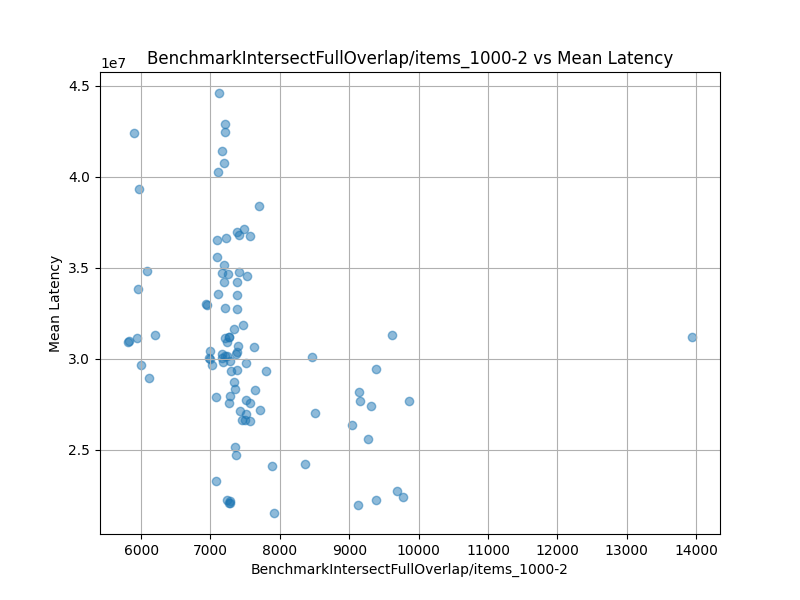 BenchmarkIntersectFullOverlap/items_1000-2 vs Mean Latency
1e7
4.5
4.0
3.5
3.0
2.5
Mean Latency
6000 7000 8000 9000 10000 11000 12000 13000 14000
BenchmarkIntersectFullOverlap/items_1000-2